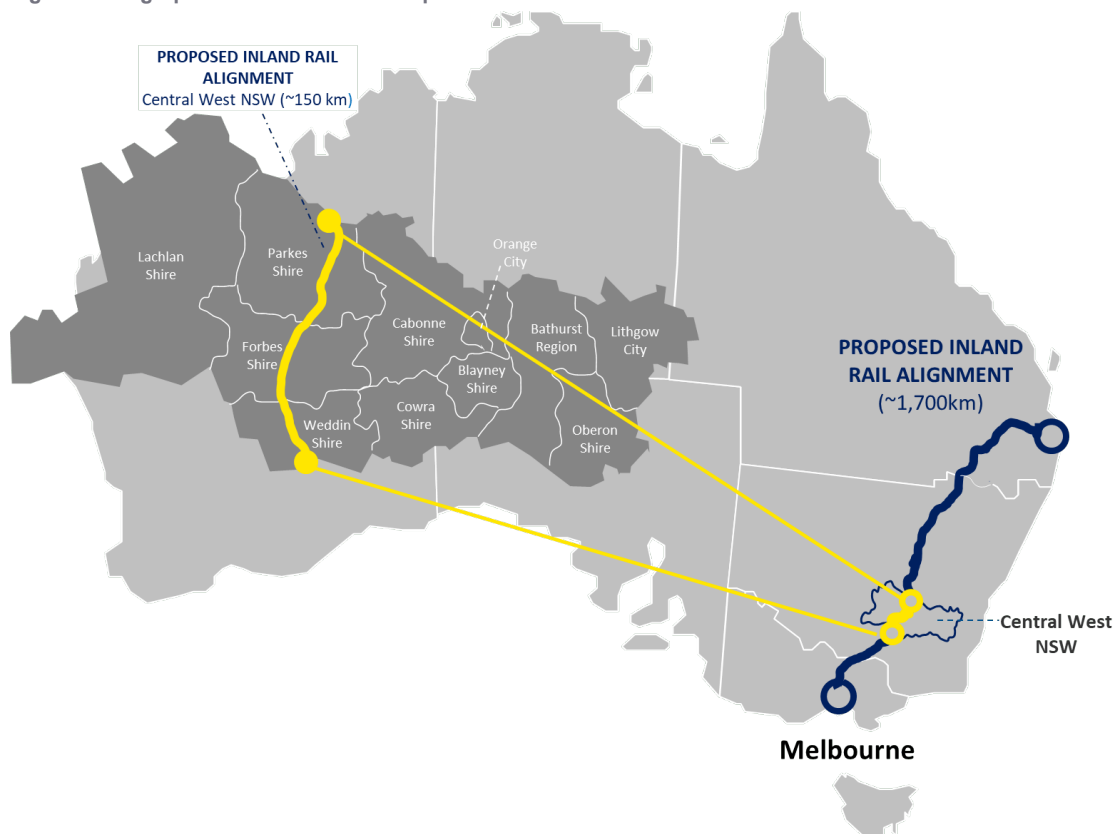 PROPOSED INLAND RAIL
ALIGNMENT
Central West NSW (~150 km)
Orange
City
Lachlan
Shire
Parkes
Shire
Cabonne
Shire
Bathurst
Region
Lithgow
City
Forbes
Shire
Blayney
Shire
Cowra
Shire
Weddin
Shire
Oberon
Shire
PROPOSED INLAND
RAIL ALIGNMENT
(~1,700km)
Central West
NSW
Melbourne